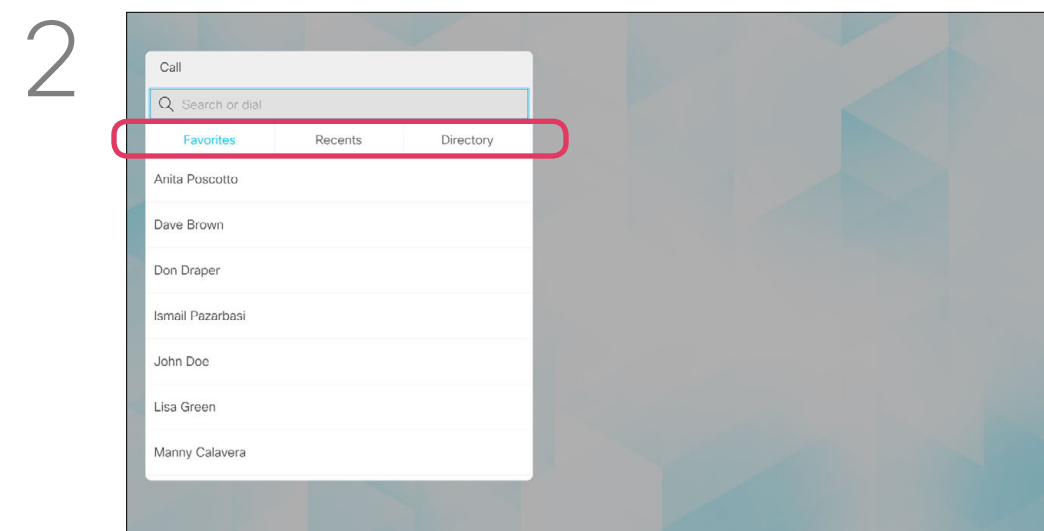 2
Call
Search or dial
Favorites Recents Directory
Anita Poscotto
Dave Brown
Don Draper
Ismail Pazarbasi
John Doe
Lisa Green
Manny Calavera